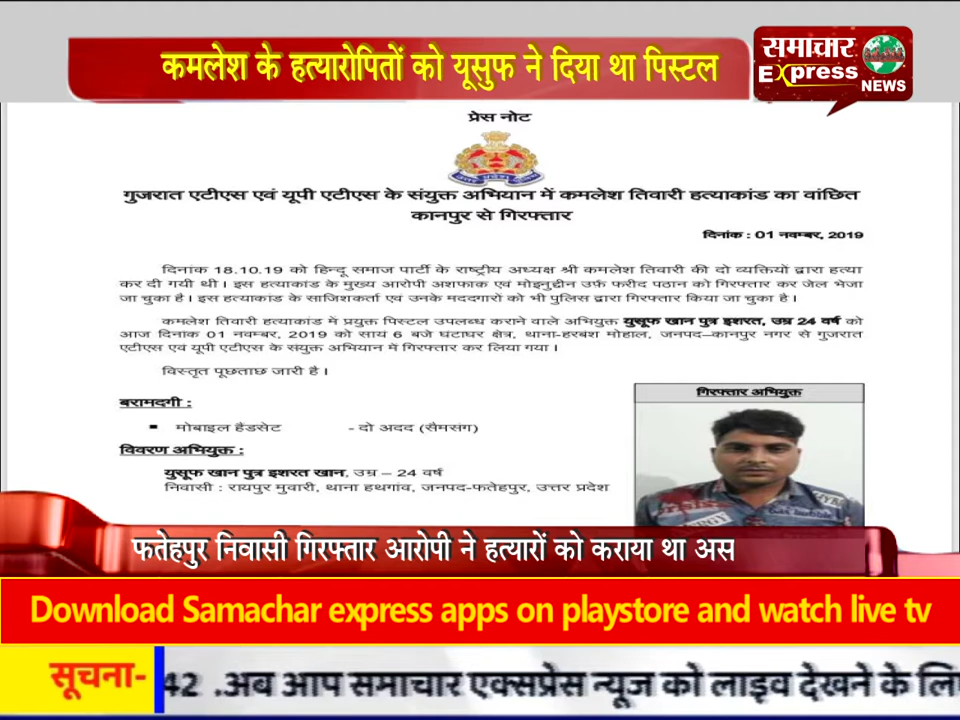 कमलेश के हत्यारोपितों को यूसुफ ने दिया था पिस्टल
समाचार
Express
NEWS
प्रेस नोट
गुजरात एटीएस एवं यूपी एटीएस के संयुक्त अभियान में कमलेश तिवारी हत्याकांड का वांछित
कानपुर से गिरफ्तार
दिनांक : 01 नवम्बर, 2019
दिनांक 18.10.19 को हिन्दू समाज पार्टी के राष्ट्रीय अध्यक्ष श्री कमलेश तिवारी की दो व्यक्तियों द्वारा हत्या
कर दी गयी थी। इस हत्याकांड के मुख्य आरोपी अशफाक एवं मोइनुद्दीन उर्फ फरीद पठान को गिरफ्तार कर जेल भेजा
जा चुका है। इस हत्याकांड के साजिशकर्ता एवं उनके मददगारों को भी पुलिस द्वारा गिरफ्तार किया जा चुका है।
कमलेश तिवारी हत्याकांड में प्रयुक्त पिस्टल उपलब्ध कराने वाले अभियुक्त यूसूफ खान पुत्र इशरत, उम्र 24 वर्ष को
आज दिनांक 01 नवम्बर, 2019 को सायं 6 बजे घंटाघर क्षेत्र, थाना-हरबंश मोहाल, जनपद–कानपुर नगर से गुजरात
एटीएस एवं यूपी एटीएस के संयुक्त अभियान में गिरफ्तार कर लिया गया।
विस्तृत पूछताछ जारी है।
बरामदगी :
▪ मोबाइल हैंडसेट - दो अदद (सैमसंग)
विवरण अभियुक्त :
यूसूफ खान पुत्र इशरत खान, उम्र – 24 वर्ष
निवासी : रायपुर मुवारी, थाना हथगांव, जनपद-फतेहपुर, उत्तर प्रदेश
गिरफ्तार अभियुक्त
फतेहपुर निवासी गिरफ्तार आरोपी ने हत्यारों को कराया था अस
Download Samachar express apps on playstore and watch live tv
सूचना- 42 .अब आप समाचार एक्सप्रेस न्यूज को लाइव देखने के लि